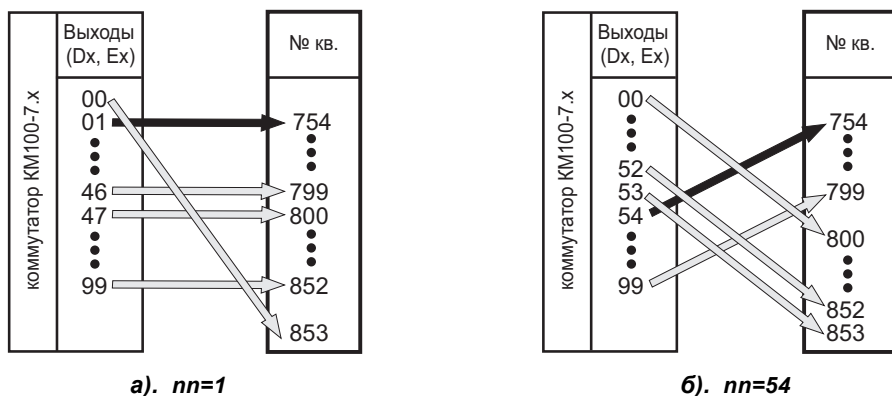 коммутатор КМ100-7.x
Выходы
(Dx, Ex)
№ кв.
00
01
46
47
99
754
799
800
852
853
а). nn=1
коммутатор КМ100-7.x
Выходы
(Dx, Ex)
№ кв.
00
52
53
54
99
754
799
800
852
853
б). nn=54